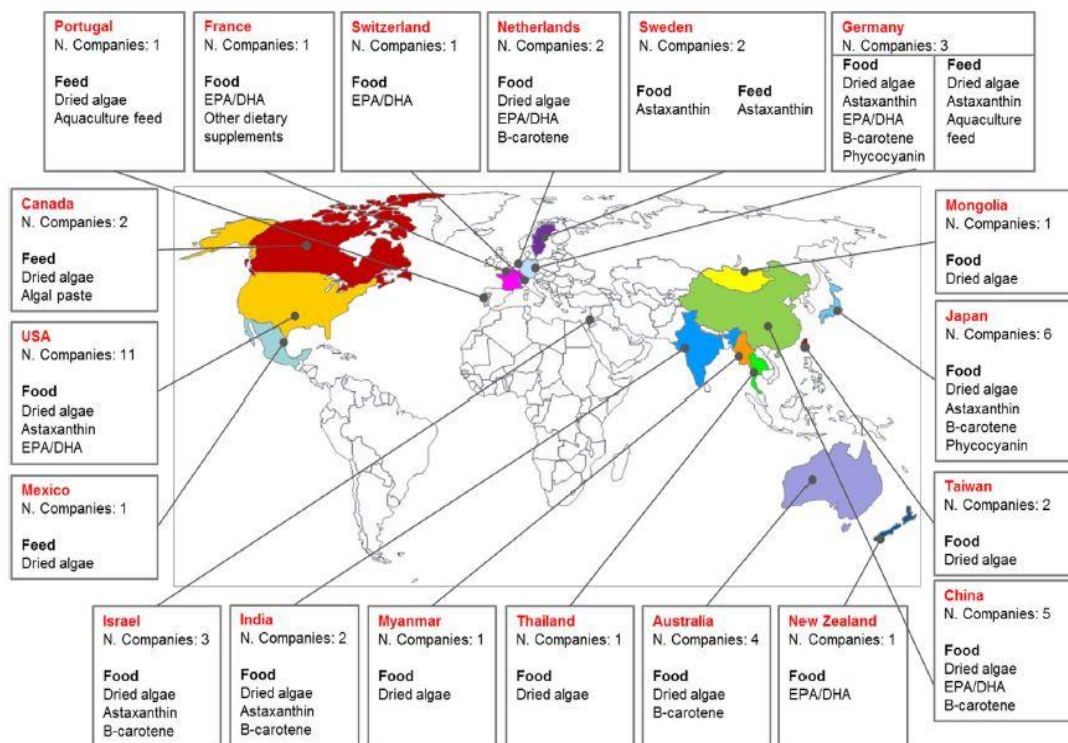 Portugal
N. Companies: 1
Feed
Dried algae
Aquaculture feed
France
N. Companies: 1
Food
EPA/DHA
Other dietary
supplements
Switzerland
N. Companies: 1
Food
EPA/DHA
Netherlands
N. Companies: 2
Food
Dried algae
EPA/DHA
B-carotene
Sweden
N. Companies: 2
Food
Astaxanthin
Feed
Astaxanthin
Germany
N. Companies: 3
Food
Dried algae
Astaxanthin
EPA/DHA
B-carotene
Phycocyanin
Feed
Dried algae
Astaxanthin
Aquaculture
feed
Canada
N. Companies: 2
Feed
Dried algae
Algal paste
USA
N. Companies: 11
Food
Dried algae
Astaxanthin
EPA/DHA
Mexico
N. Companies: 1
Feed
Dried algae
Mongolia
N. Companies: 1
Food
Dried algae
Japan
N. Companies: 6
Food
Dried algae
Astaxanthin
B-carotene
Phycocyanin
Taiwan
N. Companies: 2
Food
Dried algae
China
N. Companies: 5
Food
Dried algae
EPA/DHA
B-carotene
Israel
N. Companies: 3
Food
Dried algae
Astaxanthin
B-carotene
India
N. Companies: 2
Food
Dried algae
Astaxanthin
B-carotene
Myanmar
N. Companies: 1
Food
Dried algae
Thailand
N. Companies: 1
Food
Dried algae
Australia
N. Companies: 4
Food
Dried algae
B-carotene
New Zealand
N. Companies: 1
Food
EPA/DHA